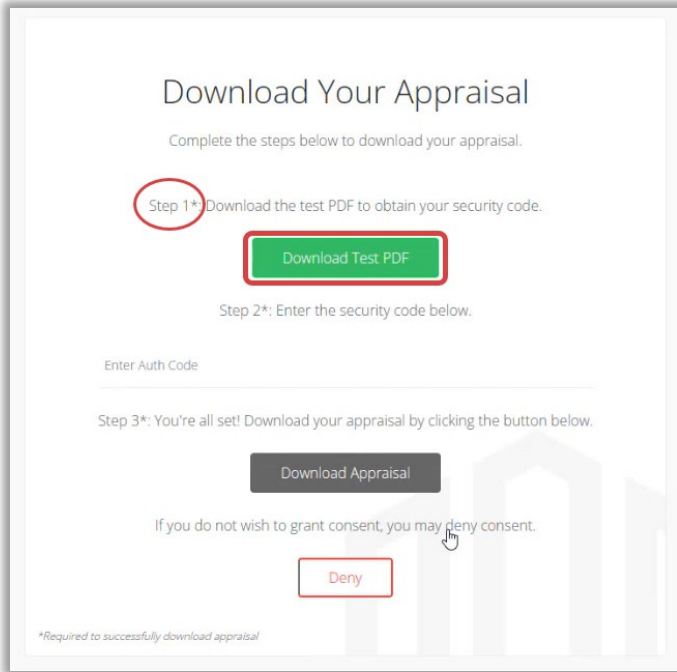 Download Your Appraisal
Complete the steps below to download your appraisal.
Step 1*: Download the test PDF to obtain your security code.
Download Test PDF
Step 2*: Enter the security code below.
Enter Auth Code
Step 3*: You're all set! Download your appraisal by clicking the button below.
Download Appraisal
If you do not wish to grant consent, you may deny consent.
Deny
*Required to successfully download appraisal